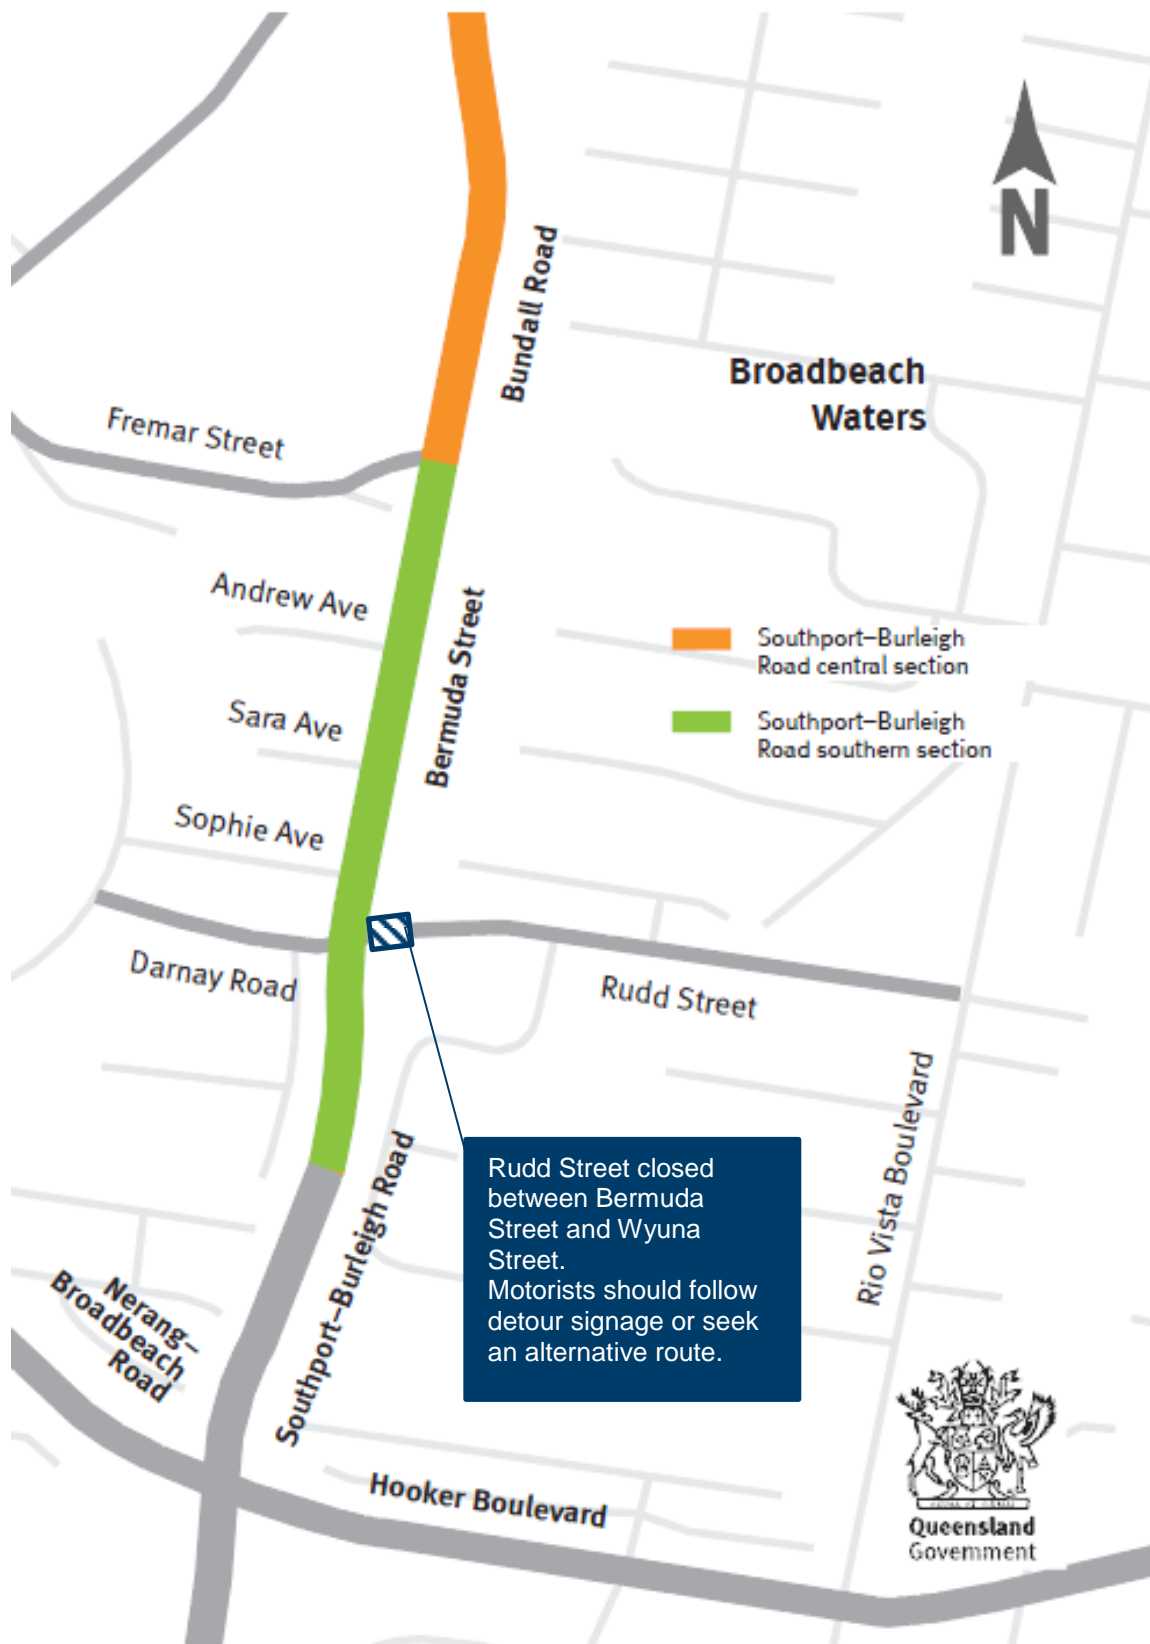 N
Bundall Road
Broadbeach
Waters
Fremar Street
Andrew Ave
Bermuda Street
Southport–Burleigh
Road central section
Sara Ave
Southport–Burleigh
Road southern section
Sophie Ave
Darnay Road
Rudd Street
Rio Vista Boulevard
Southport–Burleigh Road
Rudd Street closed
between Bermuda
Street and Wyuna
Street.
Motorists should follow
detour signage or seek
an alternative route.
Nerang–
Broadbeach
Road
Hooker Boulevard
Queensland
Government